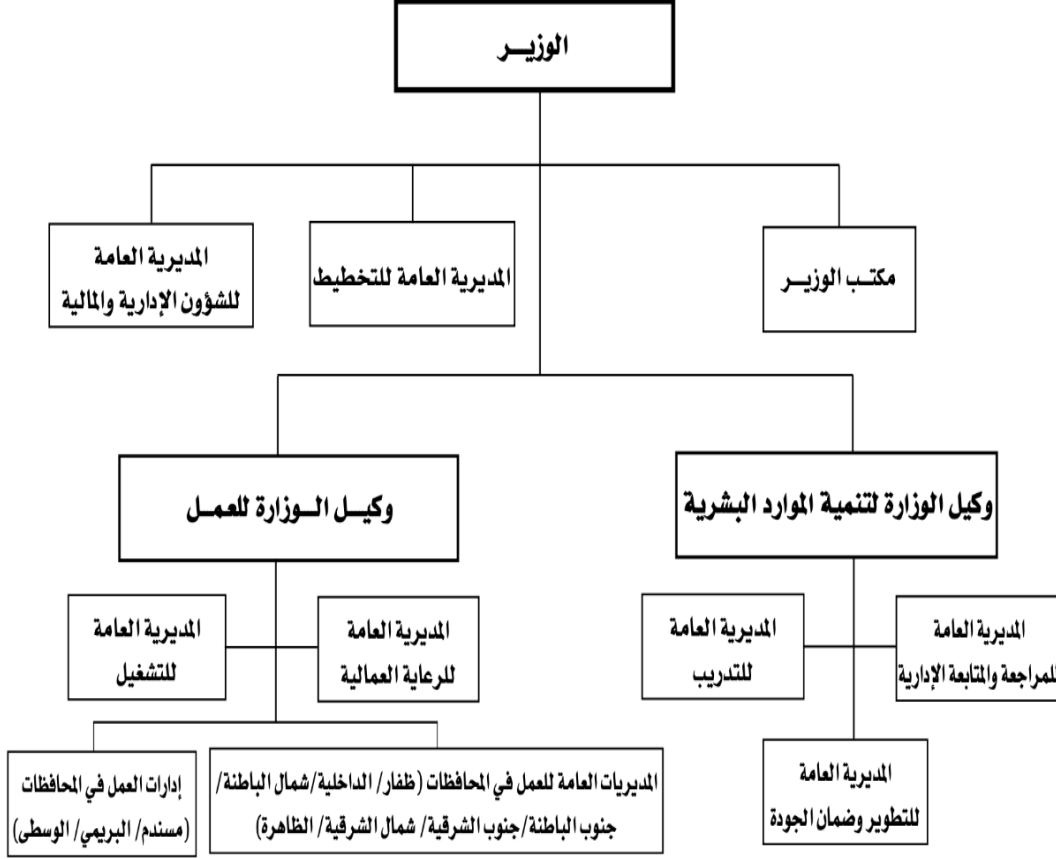 الوزيــر
مكتـب الوزيـر
المديرية العامة للتخطيط
المديرية العامة
للشؤون الإدارية والمالية
وكيل الوزارة لتنمية الموارد البشرية
وكيــل الــوزارة للعمـل
المديرية العامة
للمراجعة والمتابعة الإدارية
المديرية العامة
للتدريب
المديرية العامة
للتطوير وضمان الجودة
المديرية العامة
للرعاية العمالية
المديرية العامة
للتشغيل
المديريات العامة للعمل في المحافظات (ظفار/ الداخلية/شمال الباطنة/
جنوب الباطنة/جنوب الشرقية/ شمال الشرقية/ الظاهرة)
إدارات العمل في المحافظات
(مسندم/ البريمي/ الوسطى)